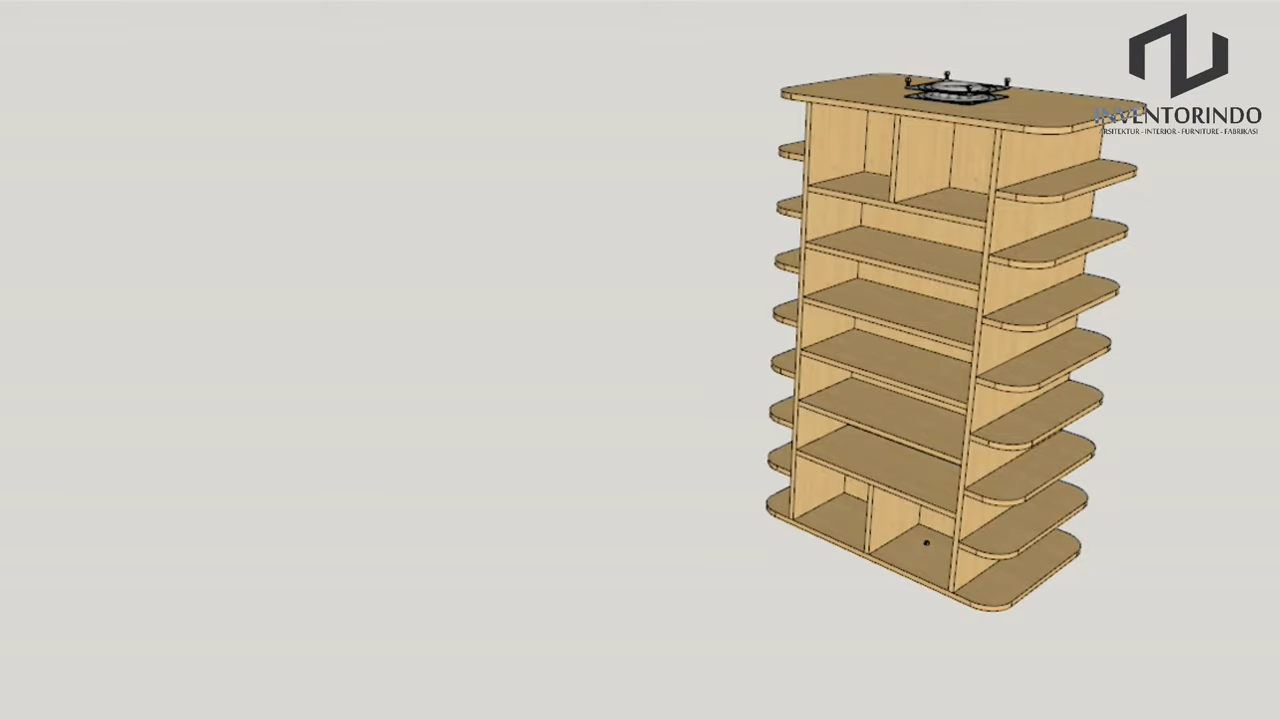 INVENTORINDO
ARSITEKTUR - INTERIOR - FURNITURE - FABRIKASI